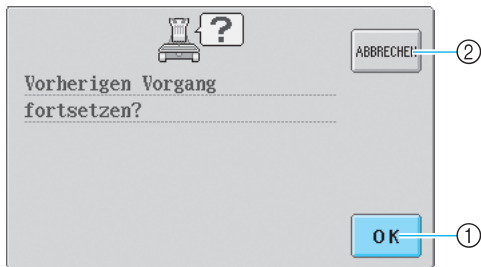 ?
ABBRECHEN
②
Vorherigen Vorgang
fortsetzen?
OK
①